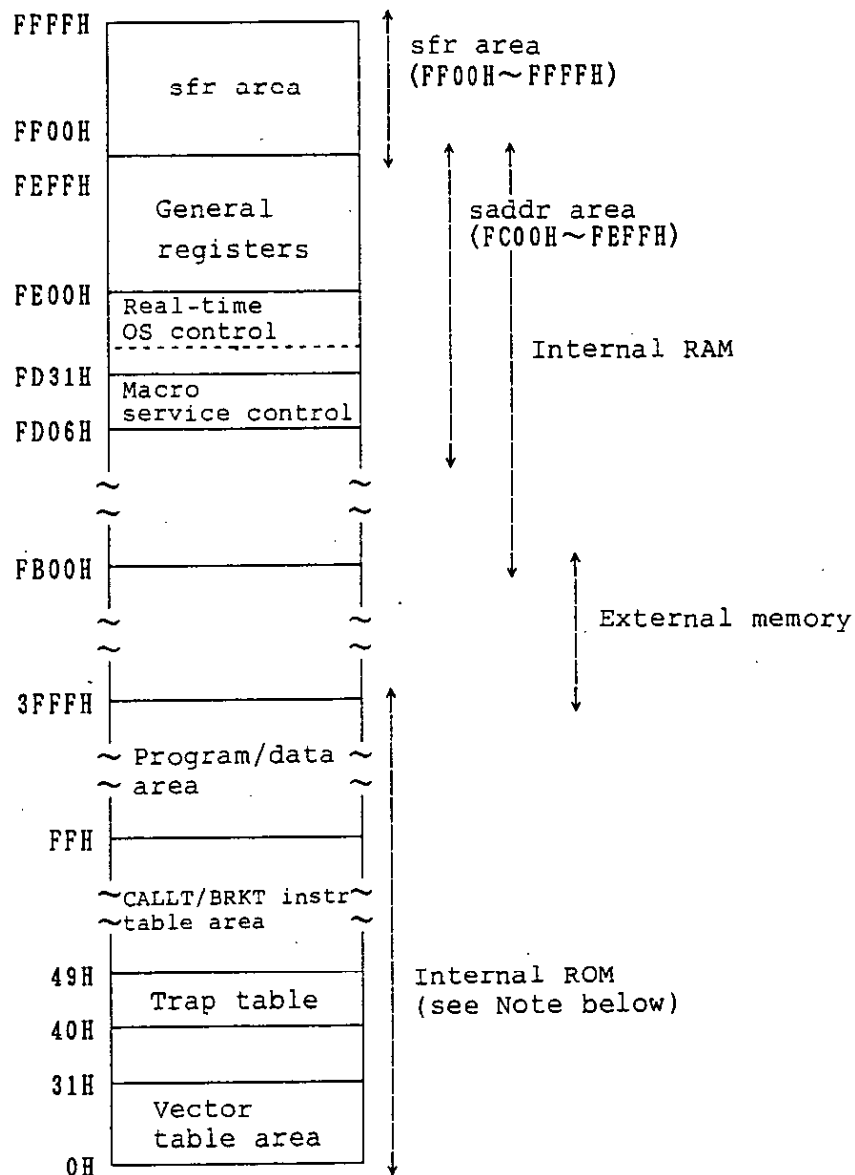 FFFFH
sfr area
sfr area
(FF00H~FFFFH)
FF00H
FEFFH
General
registers
saddr area
(FC00H~FEFFH)
FE00H
Real-time
OS control
Internal RAM
FD31H
Macro
service control
FD06H
FB00H
External memory
3FFFH
Program/data
area
FFH
CALLT/BRKT instr
table area
49H
Trap table
Internal ROM
(see Note below)
40H
31H
Vector
table area
0H